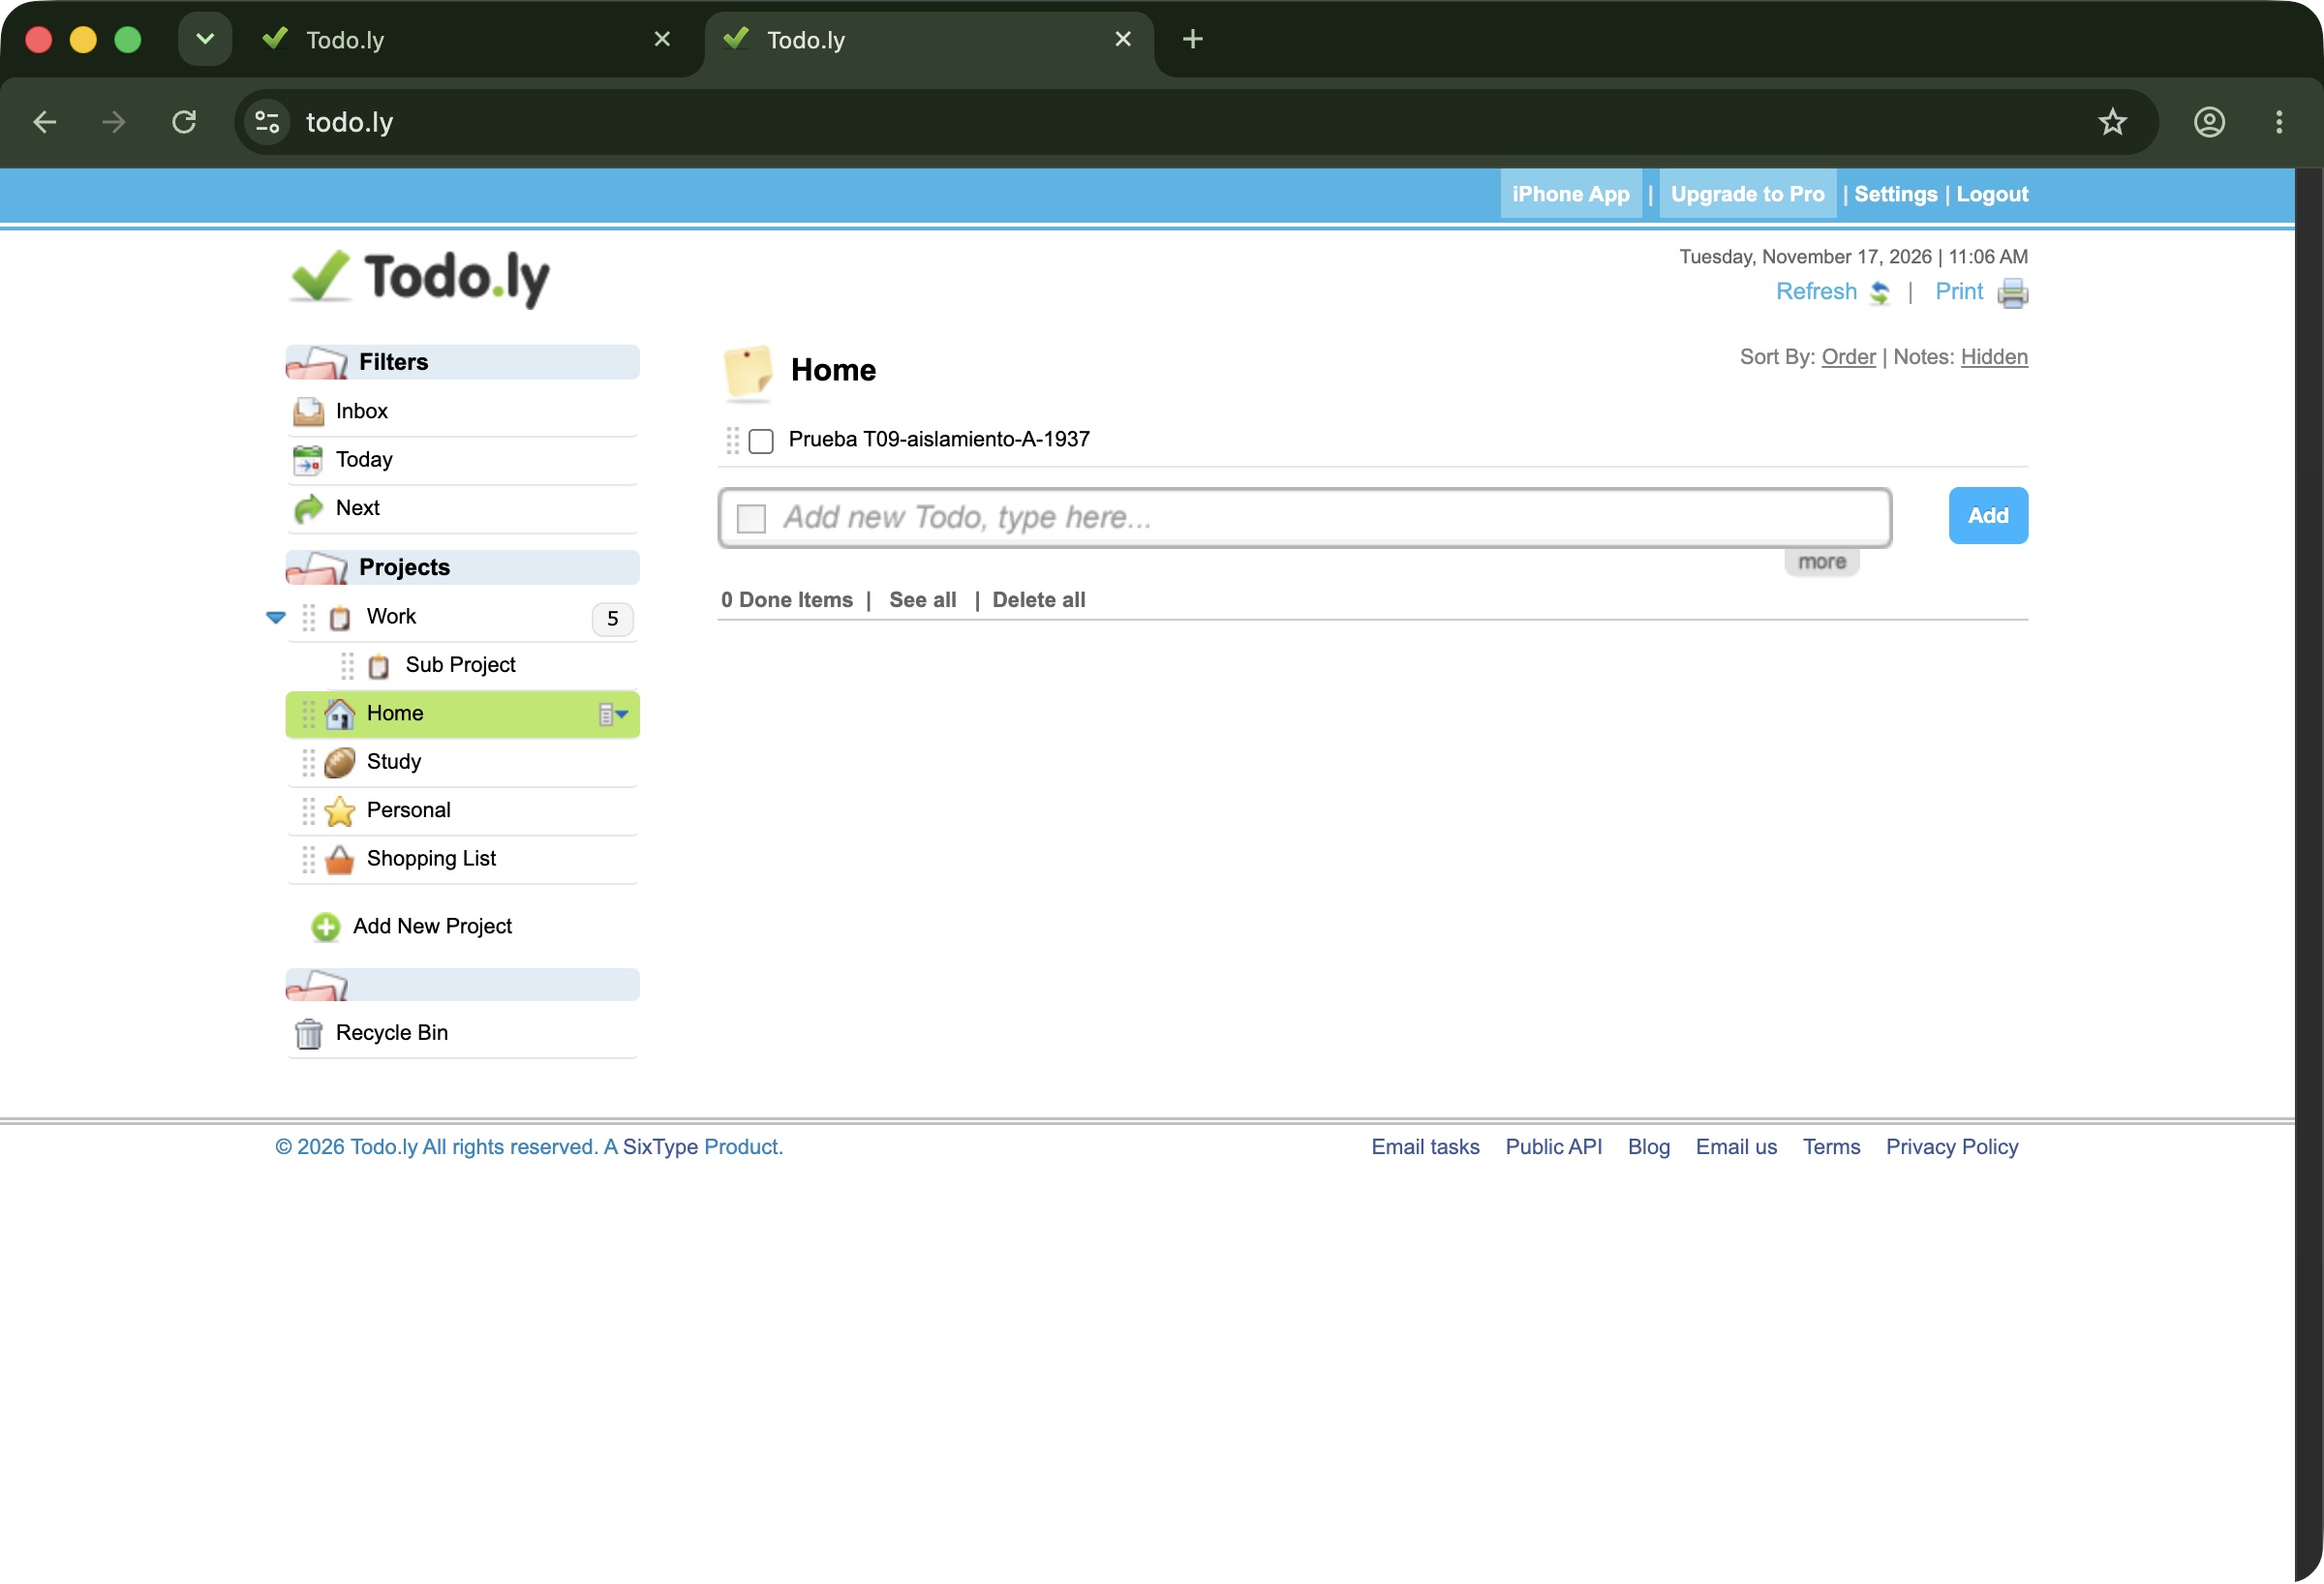 Todo.ly
Todo.ly
todo.ly
iPhone App | Upgrade to Pro | Settings | Logout
Todo.ly
Tuesday, November 17, 2026 | 11:06 AM
Refresh | Print
Filters
Inbox
Today
Next
Projects
Work 5
Sub Project
Home
Study
Personal
Shopping List
Add New Project
Recycle Bin
Home
Sort By: Order | Notes: Hidden
Prueba T09-aislamiento-A-1937
Add new Todo, type here...
Add
more
0 Done Items | See all | Delete all
© 2026 Todo.ly All rights reserved. A SixType Product.
Email tasks Public API Blog Email us Terms Privacy Policy